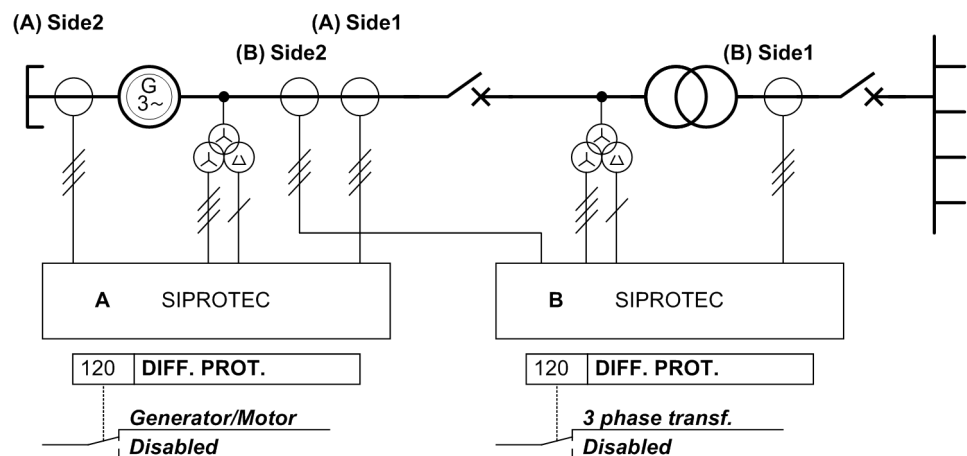 (A) Side2
(A) Side1
(B) Side2
(B) Side1
G
3~
Δ
Δ
A SIPROTEC
B SIPROTEC
120 DIFF. PROT.
120 DIFF. PROT.
Generator/Motor
Disabled
3 phase transf.
Disabled